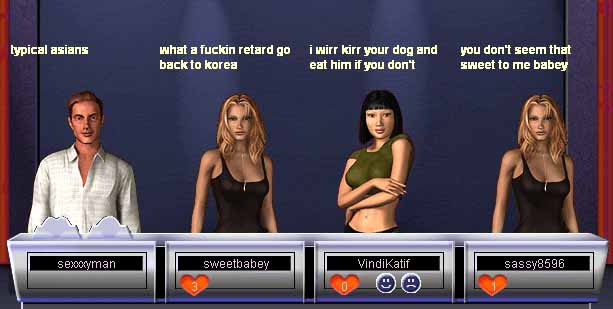 typical asians
what a fuckin retard go
back to korea
i wirr kirr your dog and
eat him if you don't
you don't seem that
sweet to me babey
sexxxyman
sweetbabey
VindiKatif
sassy8596
3
0
1